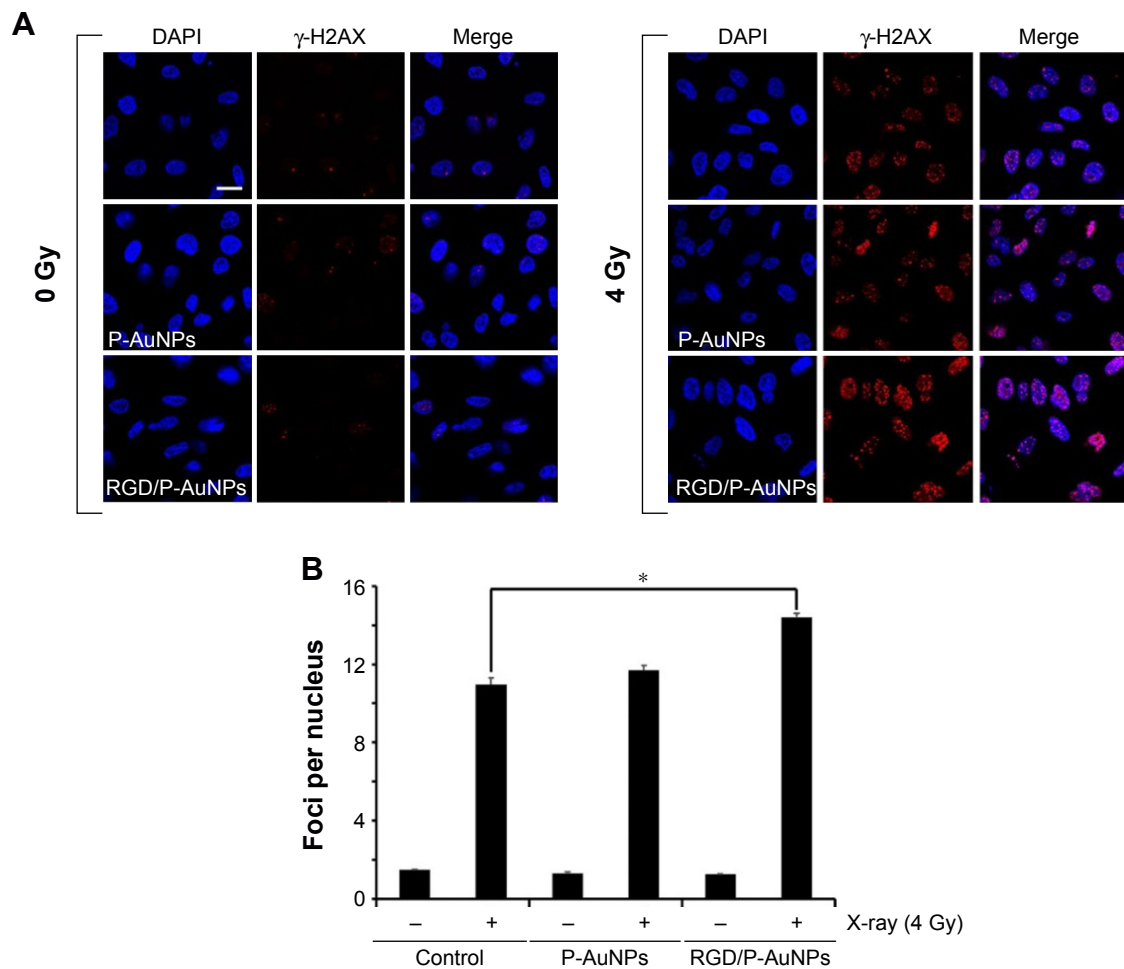 A
DAPI γ-H2AX Merge
0 Gy
P-AuNPs
RGD/P-AuNPs
DAPI γ-H2AX Merge
4 Gy
P-AuNPs
RGD/P-AuNPs
B
*
Foci per nucleus
16
12
8
4
0
– + – + – + X-ray (4 Gy)
Control P-AuNPs RGD/P-AuNPs